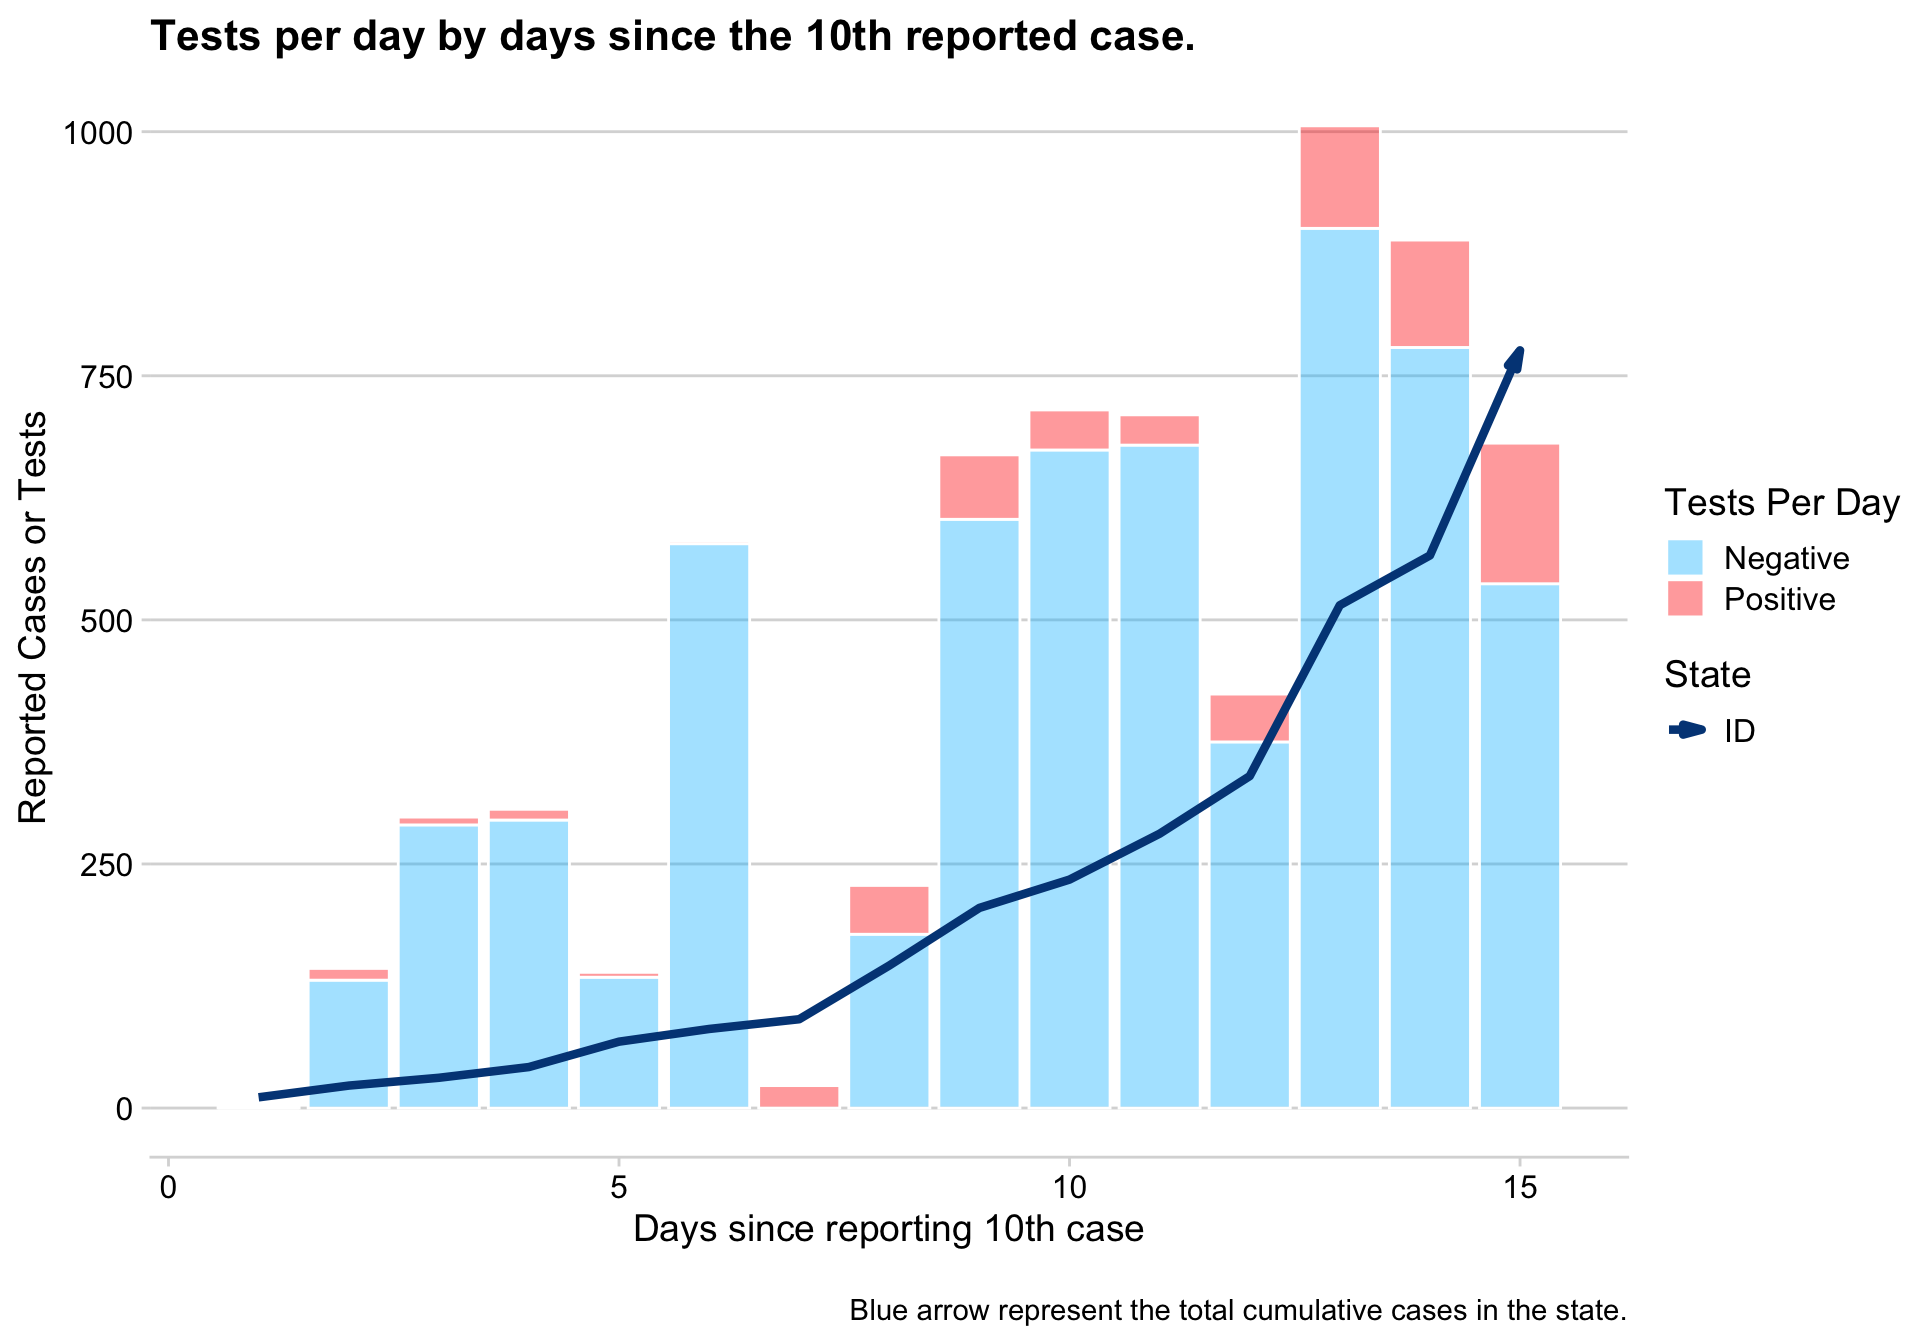 Tests per day by days since the 10th reported case.
1000
750
500
250
0
Reported Cases or Tests
0 5 10 15
Days since reporting 10th case
Tests Per Day
Negative
Positive
State
ID
Blue arrow represent the total cumulative cases in the state.